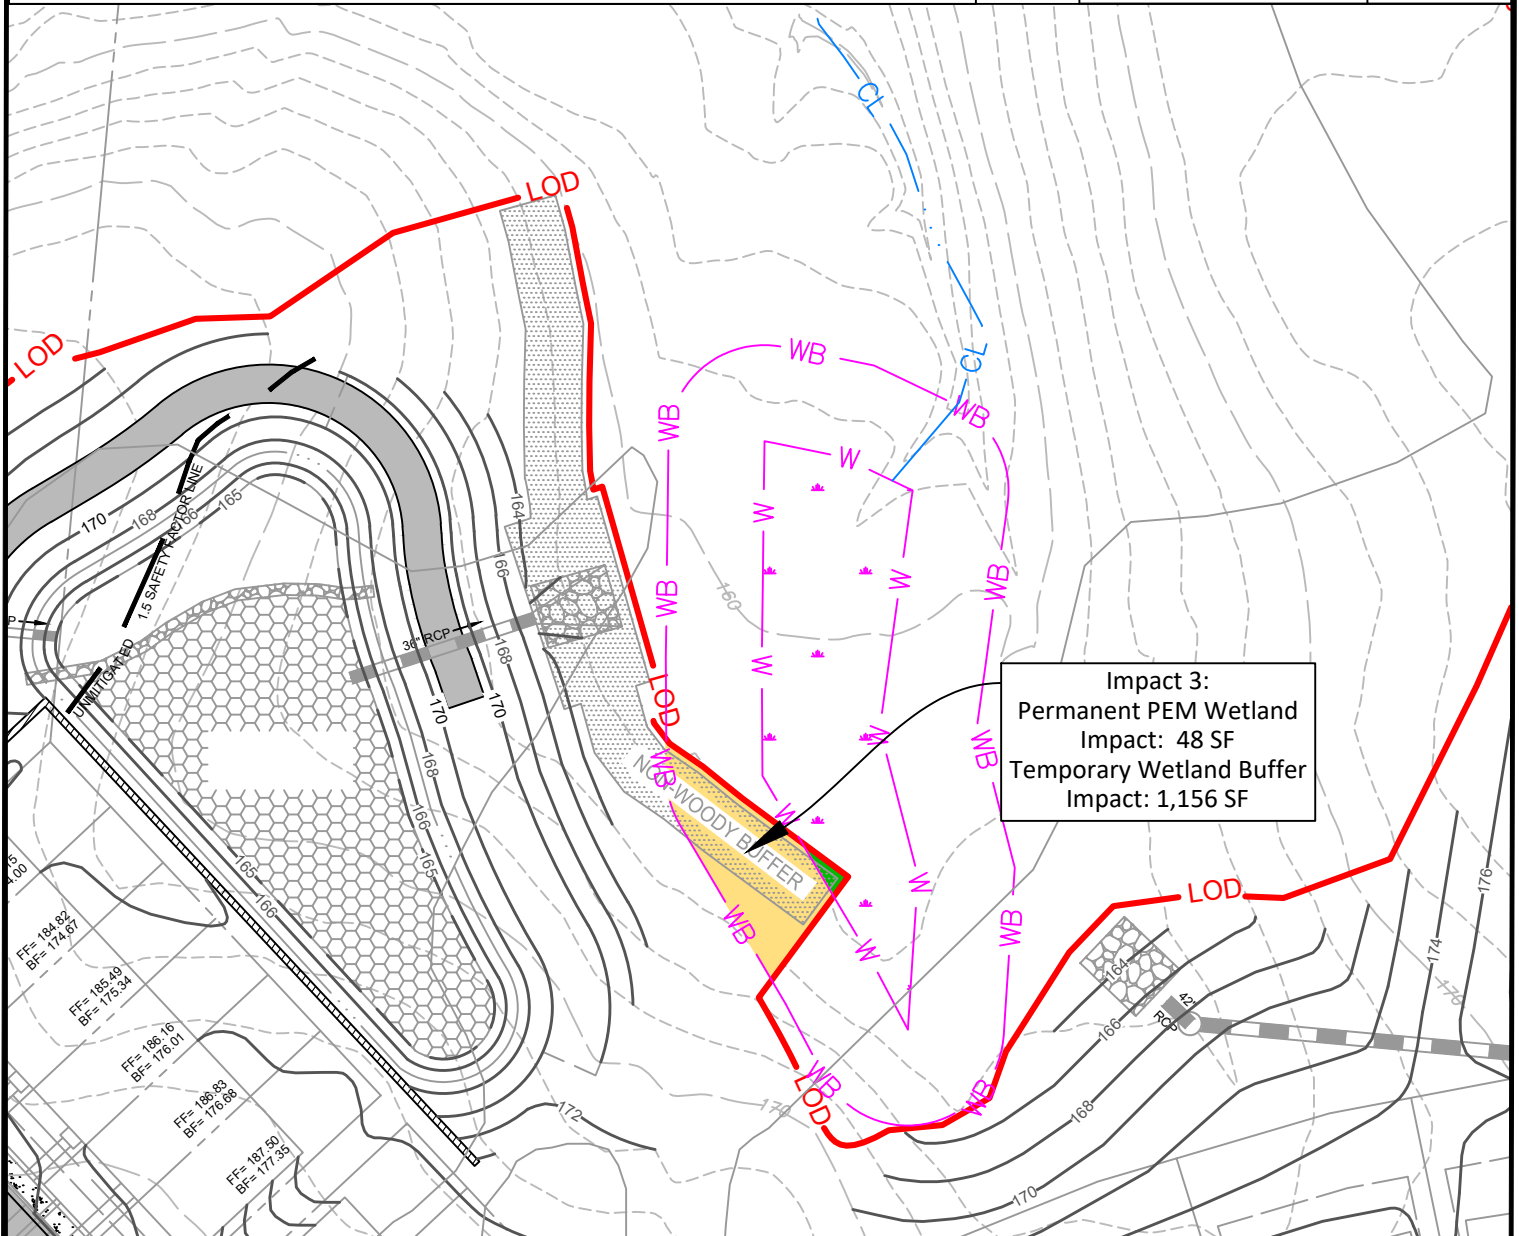 CL
LOD
LOD
CL
WB
WB
WB
W
W
170
168
166
165
164
1.5 SAFETY FACTOR LINE
UNMITIGATED
P
36" RCP
166
168
170
170
168
166
165
WB
160
W
W
WB
W
LOD
W
WB
WB
Impact 3:
Permanent PEM Wetland
Impact: 48 SF
Temporary Wetland Buffer
Impact: 1,156 SF
NON-WOODY BUFFER
W
W
WB
W
WB
LOD
165
166
4.00
FF= 184.82
BF= 174.67
FF= 185.49
BF= 175.34
FF= 186.16
BF= 176.01
FF= 186.83
BF= 176.68
FF= 187.50
BF= 177.35
172
170
WB
LOD
WB
164
42"
RCP
166
168
170
174
176
170